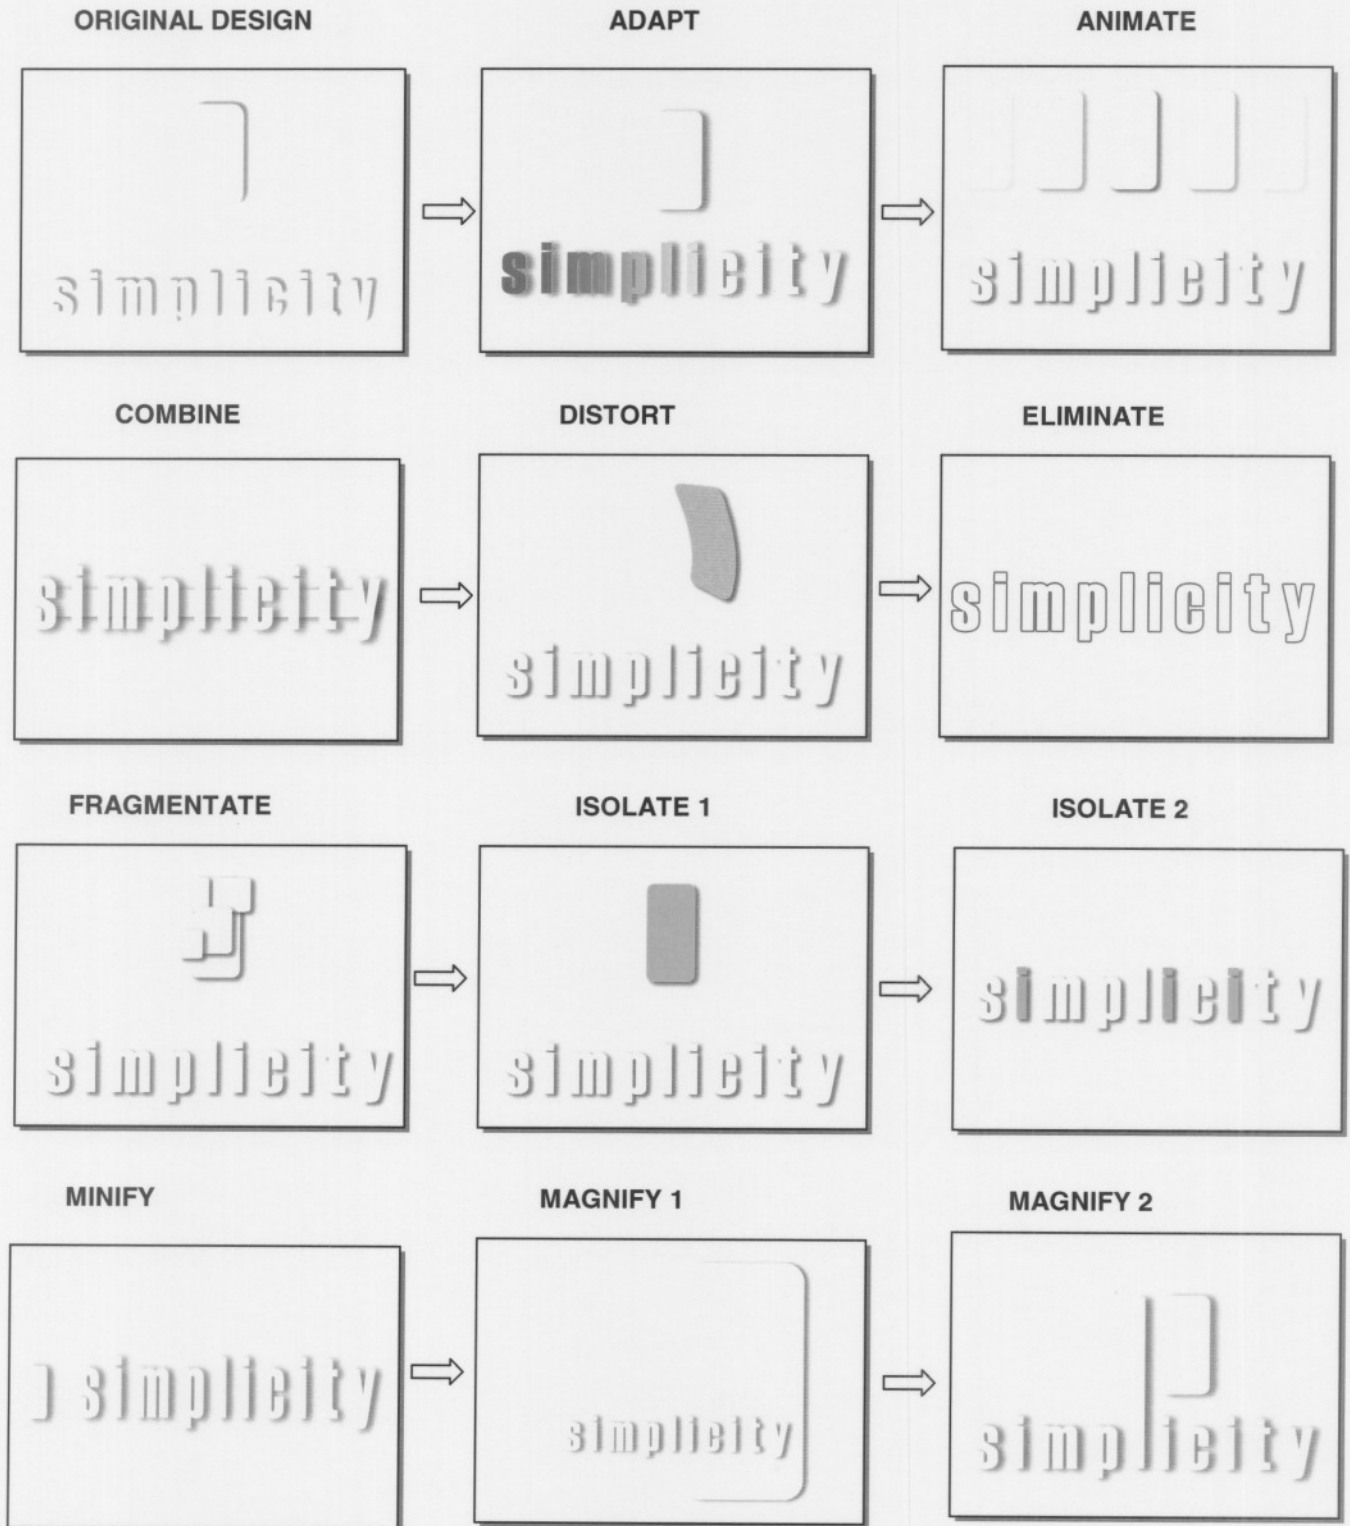 ORIGINAL DESIGN
ADAPT
ANIMATE
simplicity
simplicity
simplicity
COMBINE
DISTORT
ELIMINATE
simplicity
simplicity
simplicity
FRAGMENTATE
ISOLATE 1
ISOLATE 2
simplicity
simplicity
simplicity
MINIFY
MAGNIFY 1
MAGNIFY 2
simplicity
simplicity
simplicity